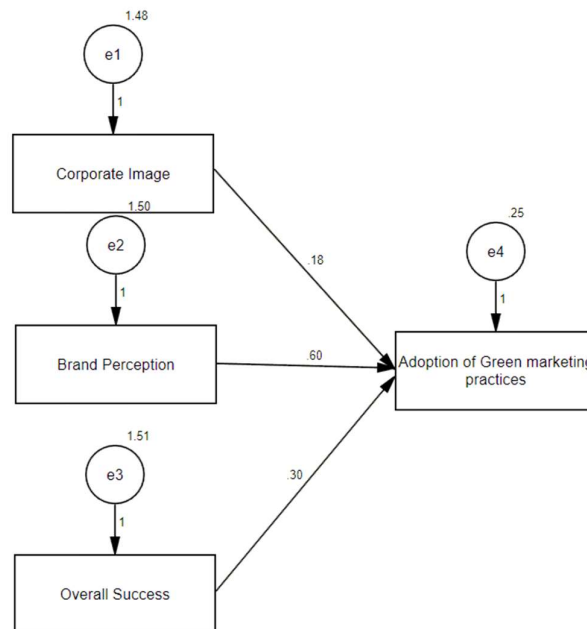 1.48
e1
1
Corporate Image
1.50
e2
1
.18
.25
e4
1
Brand Perception
.60
Adoption of Green marketing
practices
1.51
e3
1
.30
Overall Success